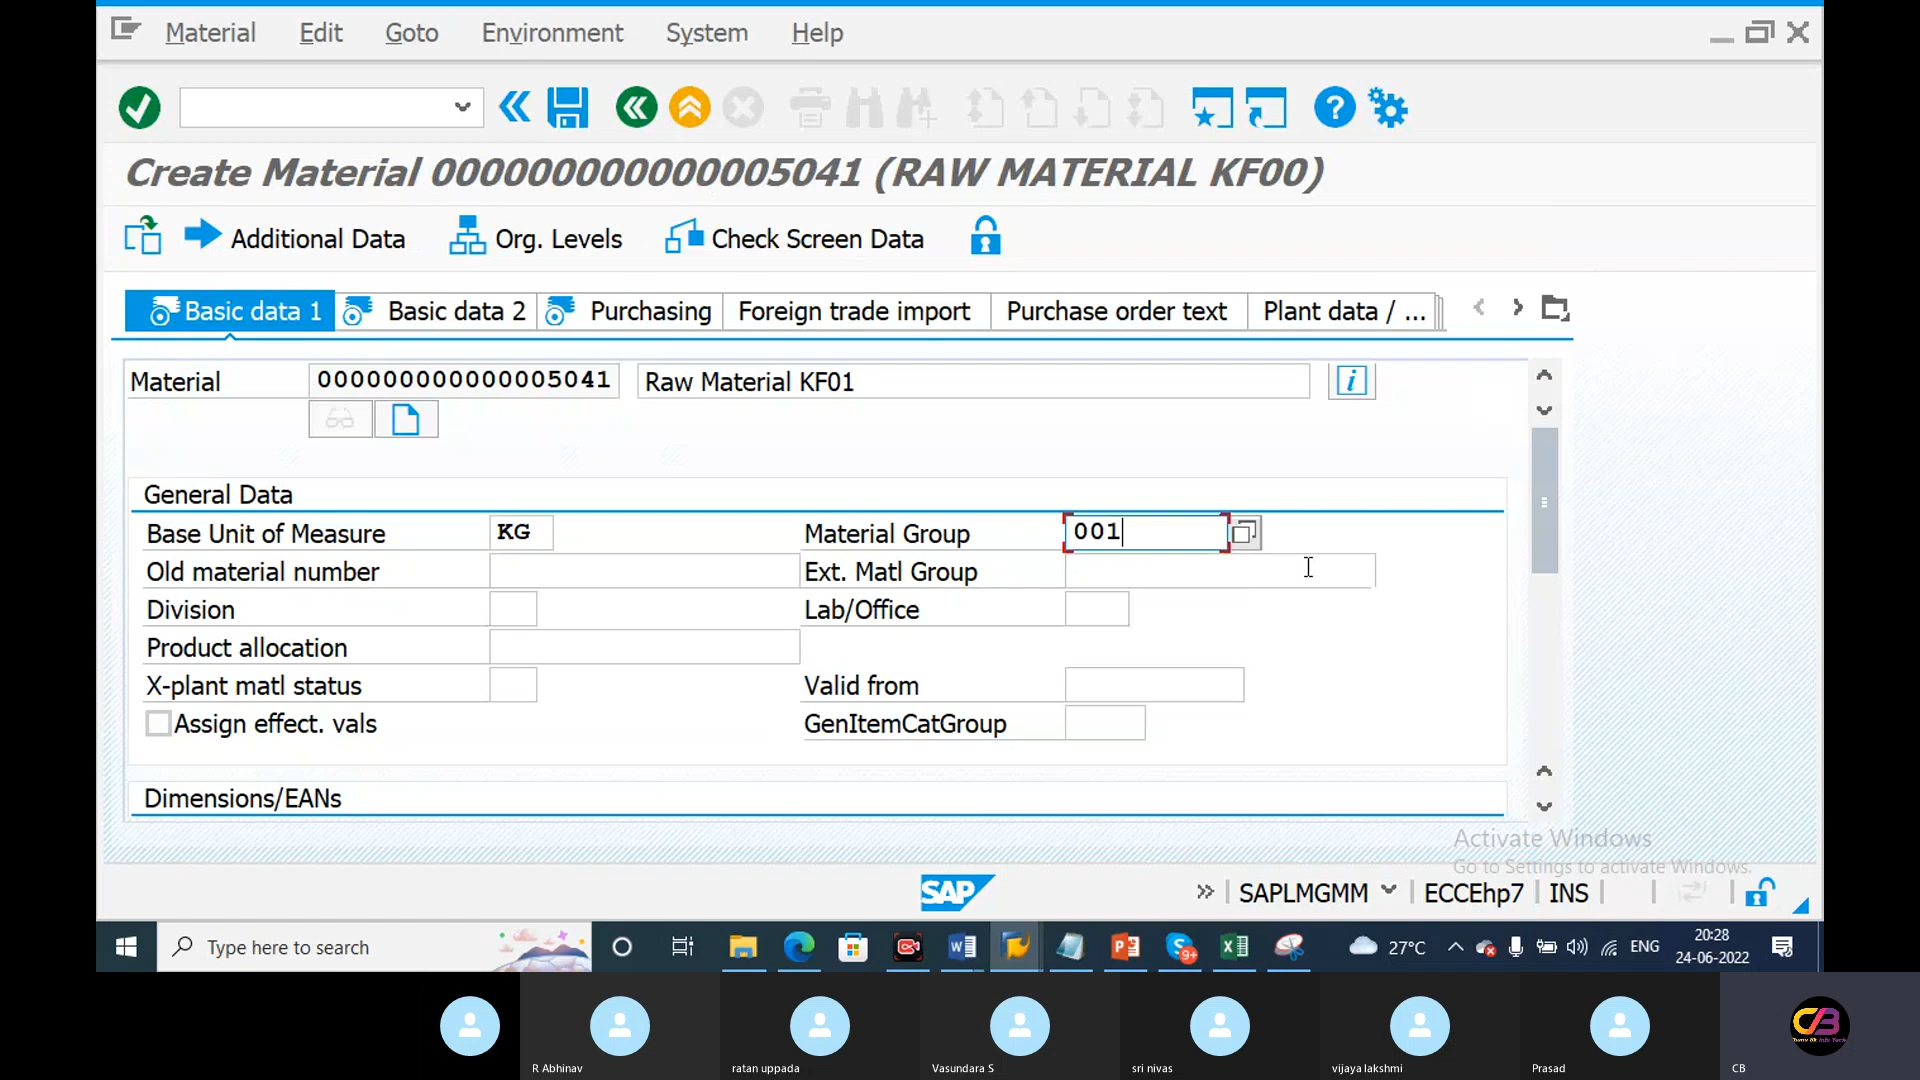 Material Edit Goto Environment System Help
Create Material 000000000000005041 (RAW MATERIAL KF00)
Additional Data Org. Levels Check Screen Data
Basic data 1 Basic data 2 Purchasing Foreign trade import Purchase order text Plant data / ...
Material 000000000000005041 Raw Material KF01
General Data
Base Unit of Measure KG Material Group 001
Old material number Ext. Matl Group
Division Lab/Office
Product allocation
X-plant matl status Valid from
Assign effect. vals GenItemCatGroup
Dimensions/EANs
Activate Windows
Go to Settings to activate Windows.
SAP SAPLMGMM ECCEhp7 INS
Type here to search 9+ 27°C ENG 20:28
24-06-2022
R Abhinav ratan uppada Vasundara S sri nivas vijaya lakshmi Prasad CB